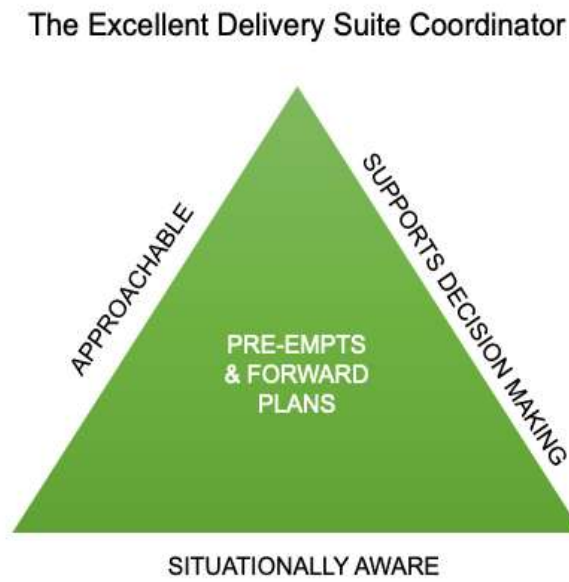 The Excellent Delivery Suite Coordinator
APPROACHABLE
SUPPORTS DECISION MAKING
PRE-EMPTS
& FORWARD
PLANS
SITUATIONALLY AWARE